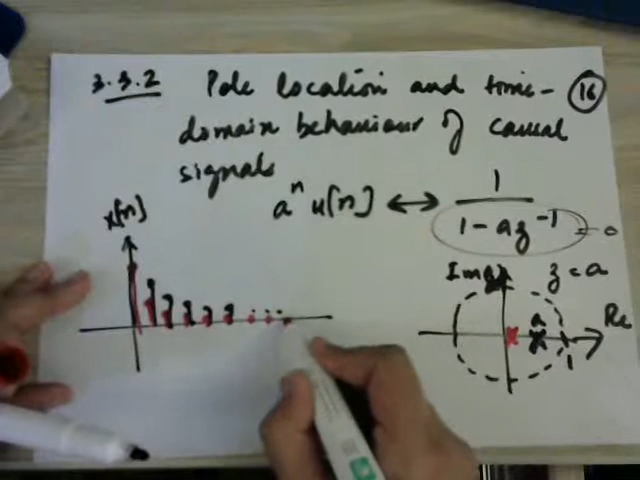 3.3.2 Pole location and time- 16
domain behaviour of causal
signals
a^n u[n] ↔ 1 / (1 - az^-1) = 0
x[n]
Imag z = a
Re
a
1